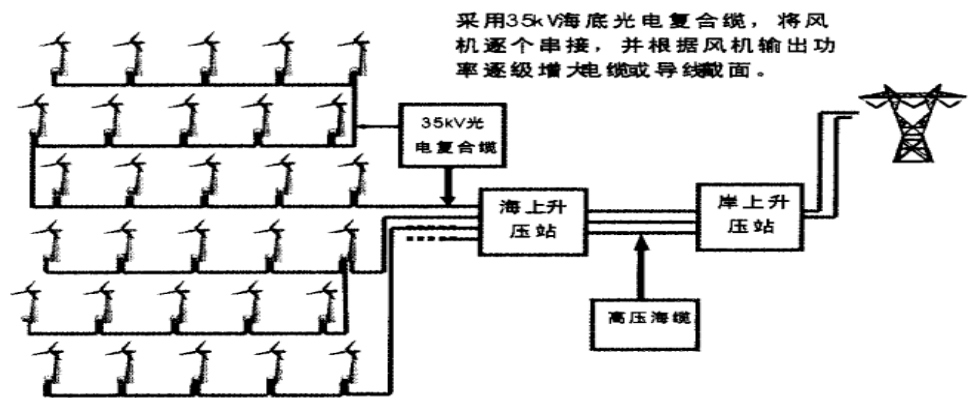 采用35kV海底光电复合缆，将风
机逐个串接，并根据风机输出功
率逐级增大电缆或导线截面。
35kV光
电复合缆
海上升
压站
岸上升
压站
高压海缆